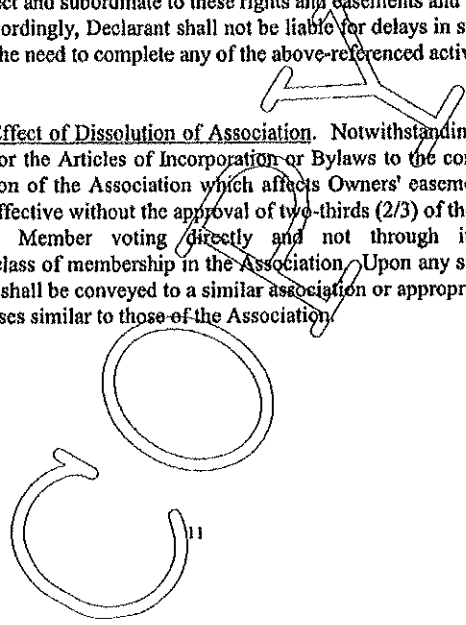 ect and subordinate to these rights and easements and
ordingly, Declarant shall not be liable for delays in s
he need to complete any of the above-referenced activ
Effect of Dissolution of Association. Notwithstandin
or the Articles of Incorporation or Bylaws to the con
on of the Association which affects Owners' easeme
ffective without the approval of two-thirds (2/3) of th
Member voting directly and not through i
class of membership in the Association. Upon any s
shall be conveyed to a similar association or appropr
ses similar to those of the Association.
11
COPY